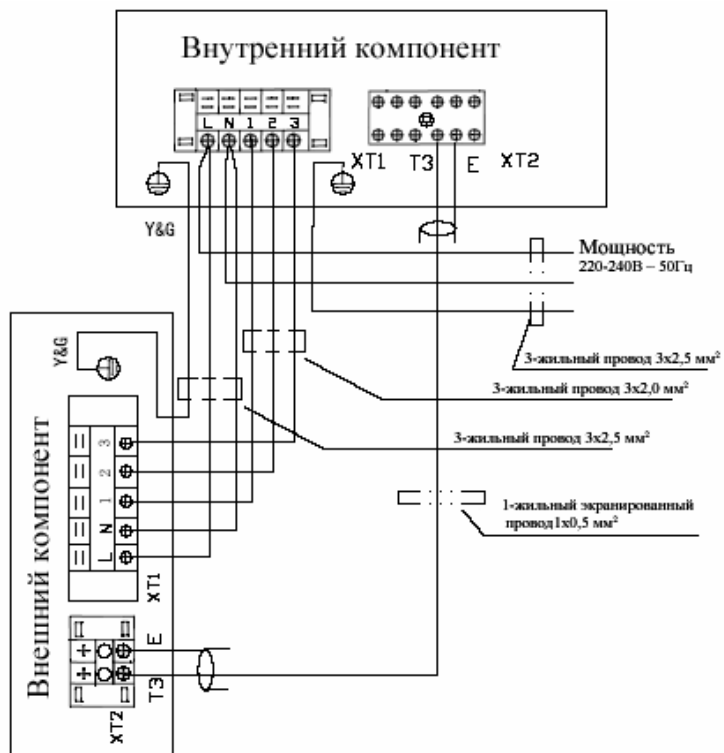 Внутренний компонент
L N 1 2 3
XT1 T3 E XT2
Y&G
Мощность
220-240В – 50Гц
Y&G
3-жильный провод 3х2,5 мм²
3-жильный провод 3х2,0 мм²
3-жильный провод 3х2,5 мм²
1-жильный экранированный
провод1х0,5 мм²
Внешний компонент
3
2
1
N
L
XT1
E
T3
XT2